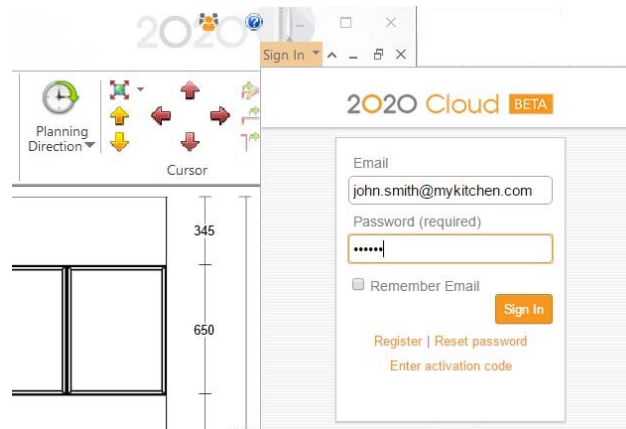 2020
Sign In
2020 Cloud BETA
Planning
Direction
Cursor
345
650
Email
john.smith@mykitchen.com
Password (required)
••••••
Remember Email
Sign In
Register | Reset password
Enter activation code